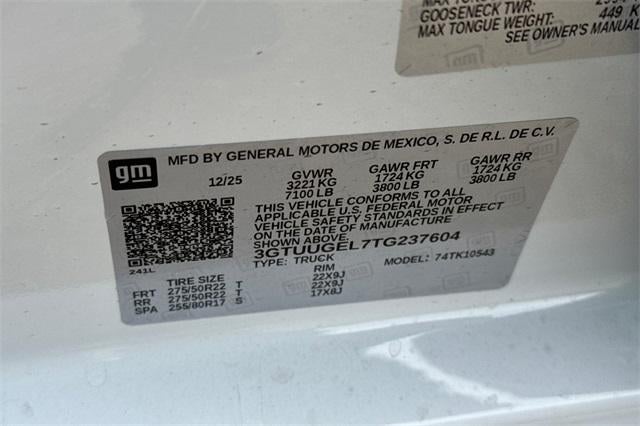 GOOSENECK TWR:
MAX TONGUE WEIGHT: 449 K
SEE OWNER'S MANUAL
gm
MFD BY GENERAL MOTORS DE MEXICO, S. DE R.L. DE C.V.
12/25 GVWR GAWR FRT GAWR RR
3221 KG 1724 KG 1724 KG
7100 LB 3800 LB 3800 LB
THIS VEHICLE CONFORMS TO ALL
APPLICABLE U.S. FEDERAL MOTOR
VEHICLE SAFETY STANDARDS IN EFFECT
ON THE DATE OF MANUFACTURE
SHOWN ABOVE.
3GTUUGEL7TG237604
241L
TYPE: TRUCK MODEL: 74TK10543
TIRE SIZE RIM
FRT 275/50R22 T 22X9J
RR 275/50R22 T 22X9J
SPA 255/80R17 S 17X8J